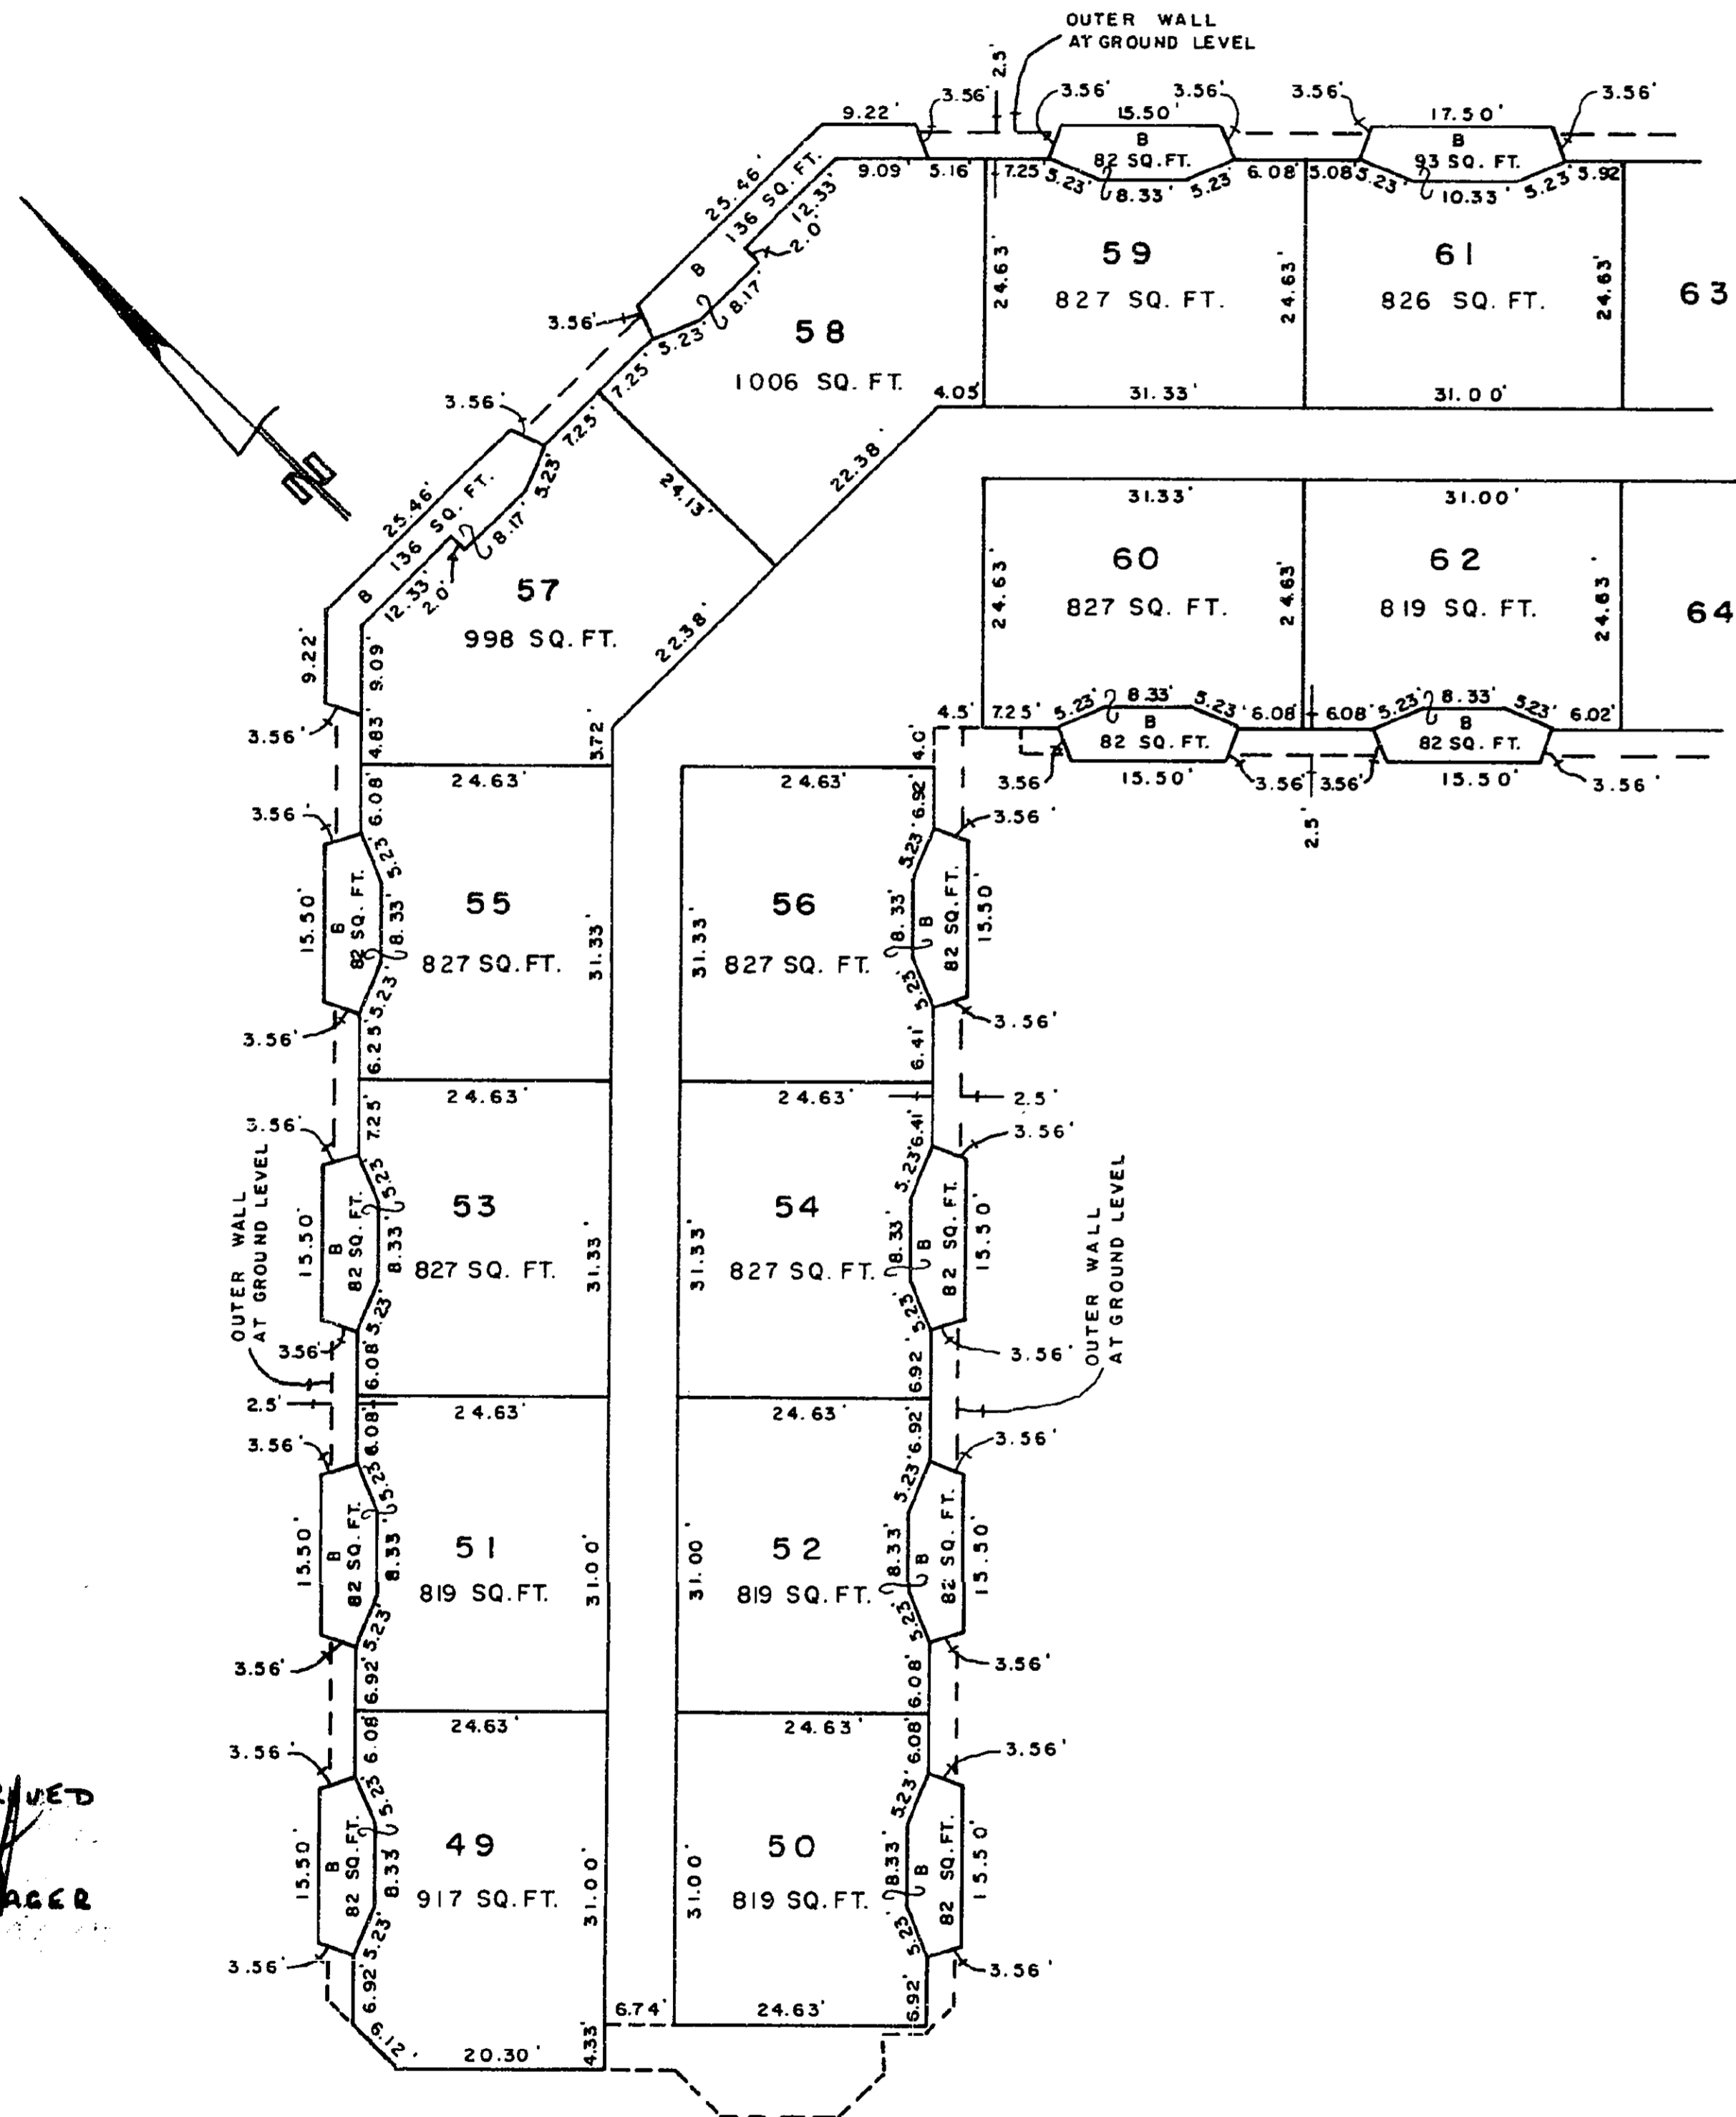 OUTER WALL
AT GROUND LEVEL
2.5'
3.56' 3.56' 3.56' 3.56' 3.56'
9.22' 15.50' 17.50'
B B
82 SQ.FT. 93 SQ. FT.
25.46' 136 SQ. FT. 12.33' 2.0'
9.09' 5.16' 7.25' 5.23' 8.33' 5.23' 6.08' 5.08' 5.23' 10.33' 5.23' 5.92'
B
8.17'
5.23'
3.56'
7.25'
58
1006 SQ. FT.
24.63'
59
827 SQ. FT.
24.63'
61
826 SQ. FT.
24.63'
63
4.05' 31.33' 31.00'
3.56'
7.25'
5.23'
25.46'
136 SQ. FT.
8.17'
B
12.33'
2.0'
24.13'
22.38'
57
998 SQ. FT.
22.38'
9.22' 9.09'
3.56'
4.83'
3.72'
31.33' 31.00'
24.63'
60
827 SQ. FT.
24.63'
62
819 SQ. FT.
24.63'
64
4.5' 7.25' 5.23' 8.33' 5.23' 6.08' 6.08' 5.23' 8.33' 5.23' 6.02'
B B
82 SQ. FT. 82 SQ. FT.
3.56 15.50' 3.56' 3.56' 15.50' 3.56'
2.5'
4.0'
24.63' 24.63'
6.08' 6.92'
3.56' 3.56'
5.23' 5.23'
15.50' B 82 SQ. FT. 8.33'
55
827 SQ. FT.
31.33' 31.33'
56
827 SQ. FT.
8.33' B 82 SQ. FT. 15.50'
5.23' 5.23'
3.56' 3.56'
6.25' 6.41'
24.63' 24.63'
2.5'
7.25' 6.41'
3.56' 3.56'
5.23' 5.23'
OUTER WALL
AT GROUND LEVEL
15.50' B 82 SQ. FT. 8.33'
53
827 SQ. FT.
31.33' 31.33'
54
827 SQ. FT.
8.33' B 82 SQ. FT. 15.50'
OUTER WALL
AT GROUND LEVEL
5.23' 5.23'
3.56' 3.56'
6.08' 6.92'
2.5'
24.63' 24.63'
6.08' 6.92'
3.56' 3.56'
5.23 5.23'
15.50' B 82 SQ. FT. 8.33'
51
819 SQ. FT.
31.00' 31.00'
52
819 SQ. FT.
8.33' B 82 SQ. FT. 15.50'
5.23' 5.23'
3.56' 3.56'
6.92' 6.08'
24.63' 24.63'
6.08' 6.08'
3.56' 3.56'
5.23' 5.23'
15.50' B 82 SQ. FT. 8.33'
49
917 SQ. FT.
31.00' 31.00'
50
819 SQ. FT.
8.33' B 82 SQ. FT. 15.50'
5.23' 5.23'
3.56' 3.56'
6.92' 6.92'
6.74' 24.63'
6.12'
20.30'
4.33'